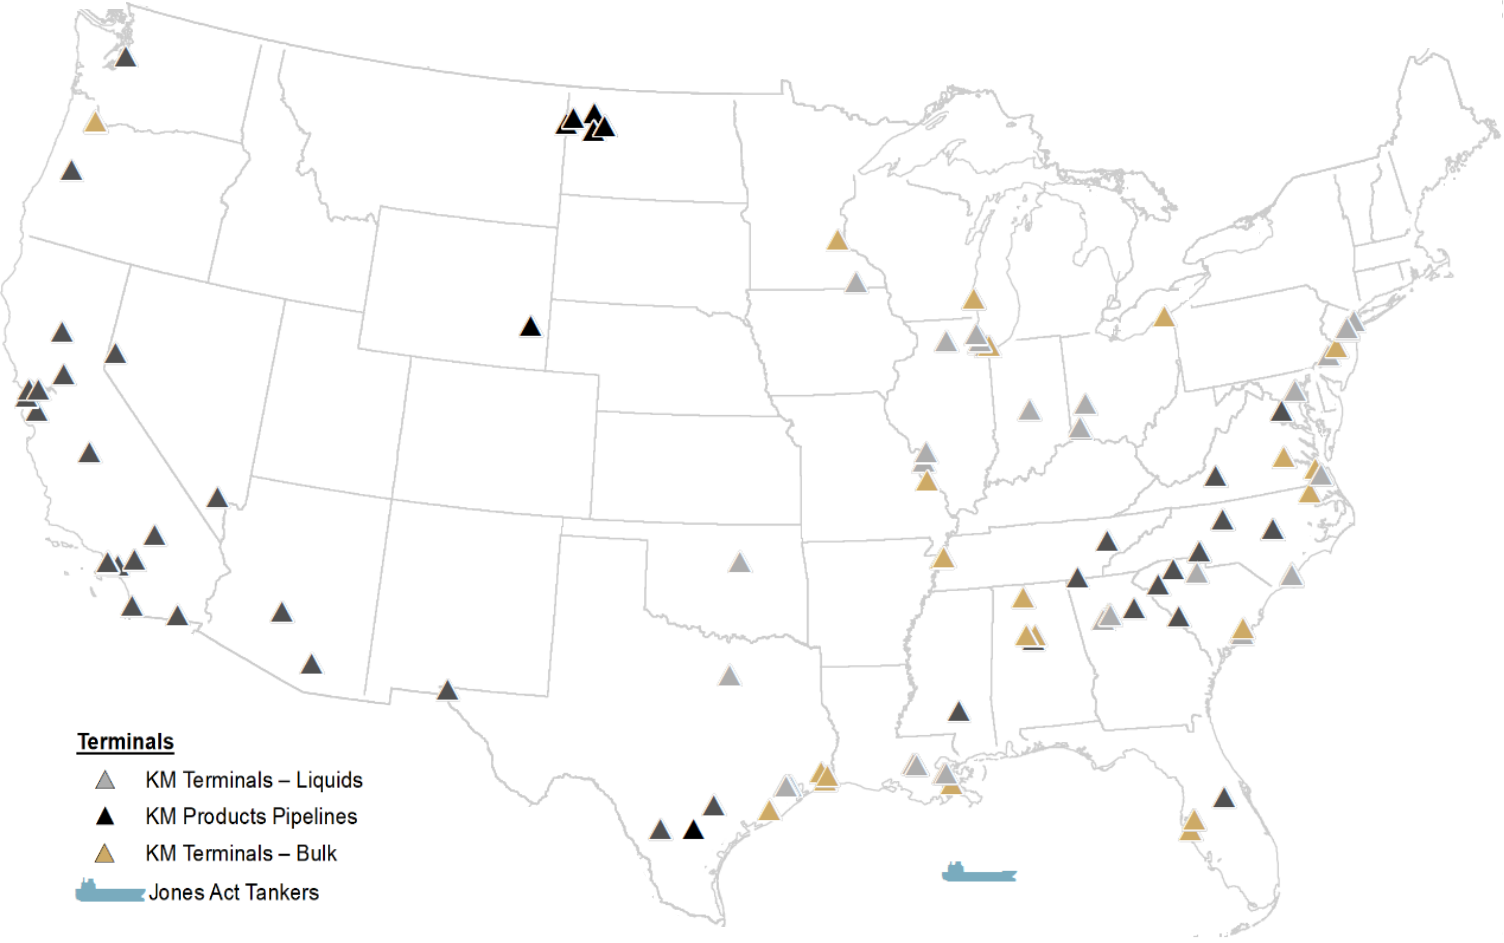 Terminals
KM Terminals – Liquids
KM Products Pipelines
KM Terminals – Bulk
Jones Act Tankers